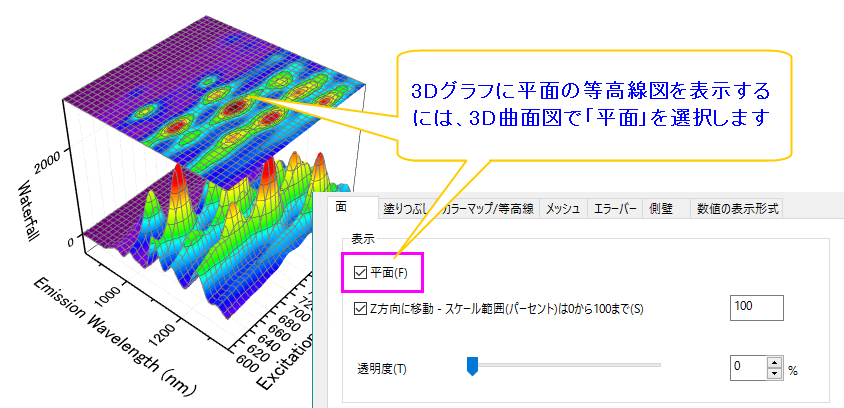 3Dグラフに平面の等高線図を表示する
には、3D曲面図で「平面」を選択します
2000
0
Waterfall
1000
1200
Emission Wavelength (nm)
600
620
640
660
680
700
720
Excitation
面
塗りつぶし
カラーマップ/等高線
メッシュ
エラーバー
側壁
数値の表示形式
表示
平面(F)
Z方向に移動 - スケール範囲(パーセント)は0から100まで(S)
100
透明度(T)
0
%